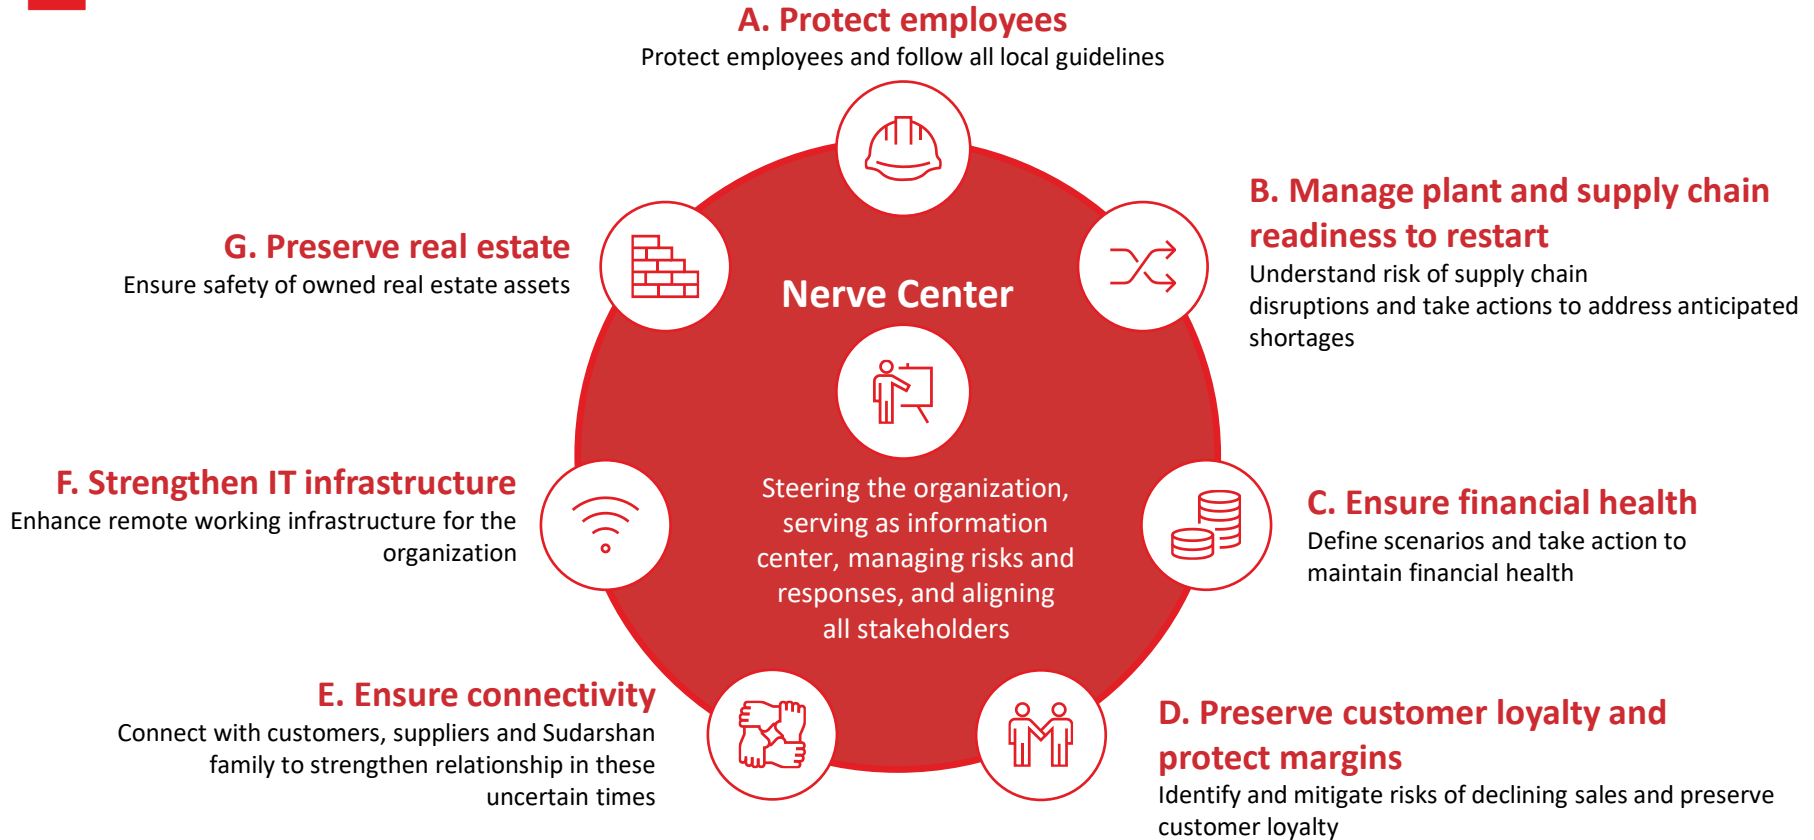 A. Protect employees
Protect employees and follow all local guidelines
B. Manage plant and supply chain
readiness to restart
Understand risk of supply chain
disruptions and take actions to address anticipated
shortages
G. Preserve real estate
Ensure safety of owned real estate assets
Nerve Center
Steering the organization,
serving as information
center, managing risks and
responses, and aligning
all stakeholders
F. Strengthen IT infrastructure
Enhance remote working infrastructure for the
organization
C. Ensure financial health
Define scenarios and take action to
maintain financial health
E. Ensure connectivity
Connect with customers, suppliers and Sudarshan
family to strengthen relationship in these
uncertain times
D. Preserve customer loyalty and
protect margins
Identify and mitigate risks of declining sales and preserve
customer loyalty